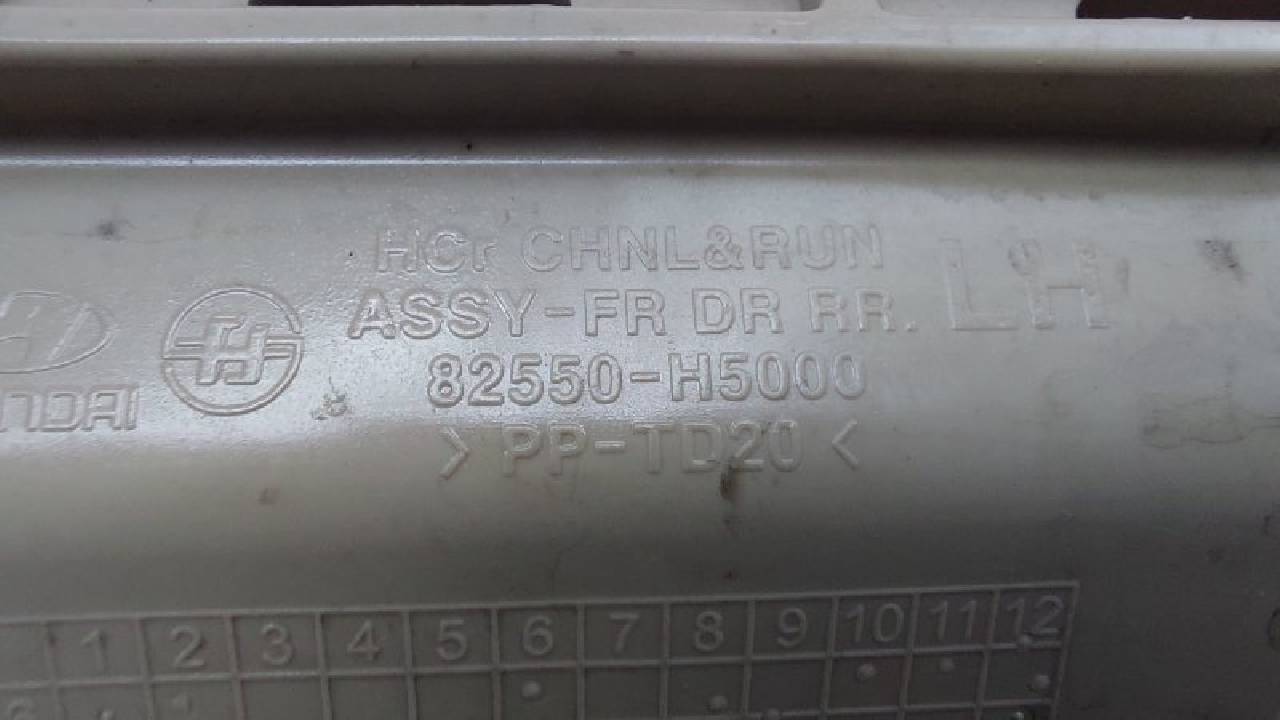 HCr CHNL&RUN
ASSY-FR DR RR. LH
82550-H5000
> PP-TD20 <
1 2 3 4 5 6 7 8 9 10 11 12